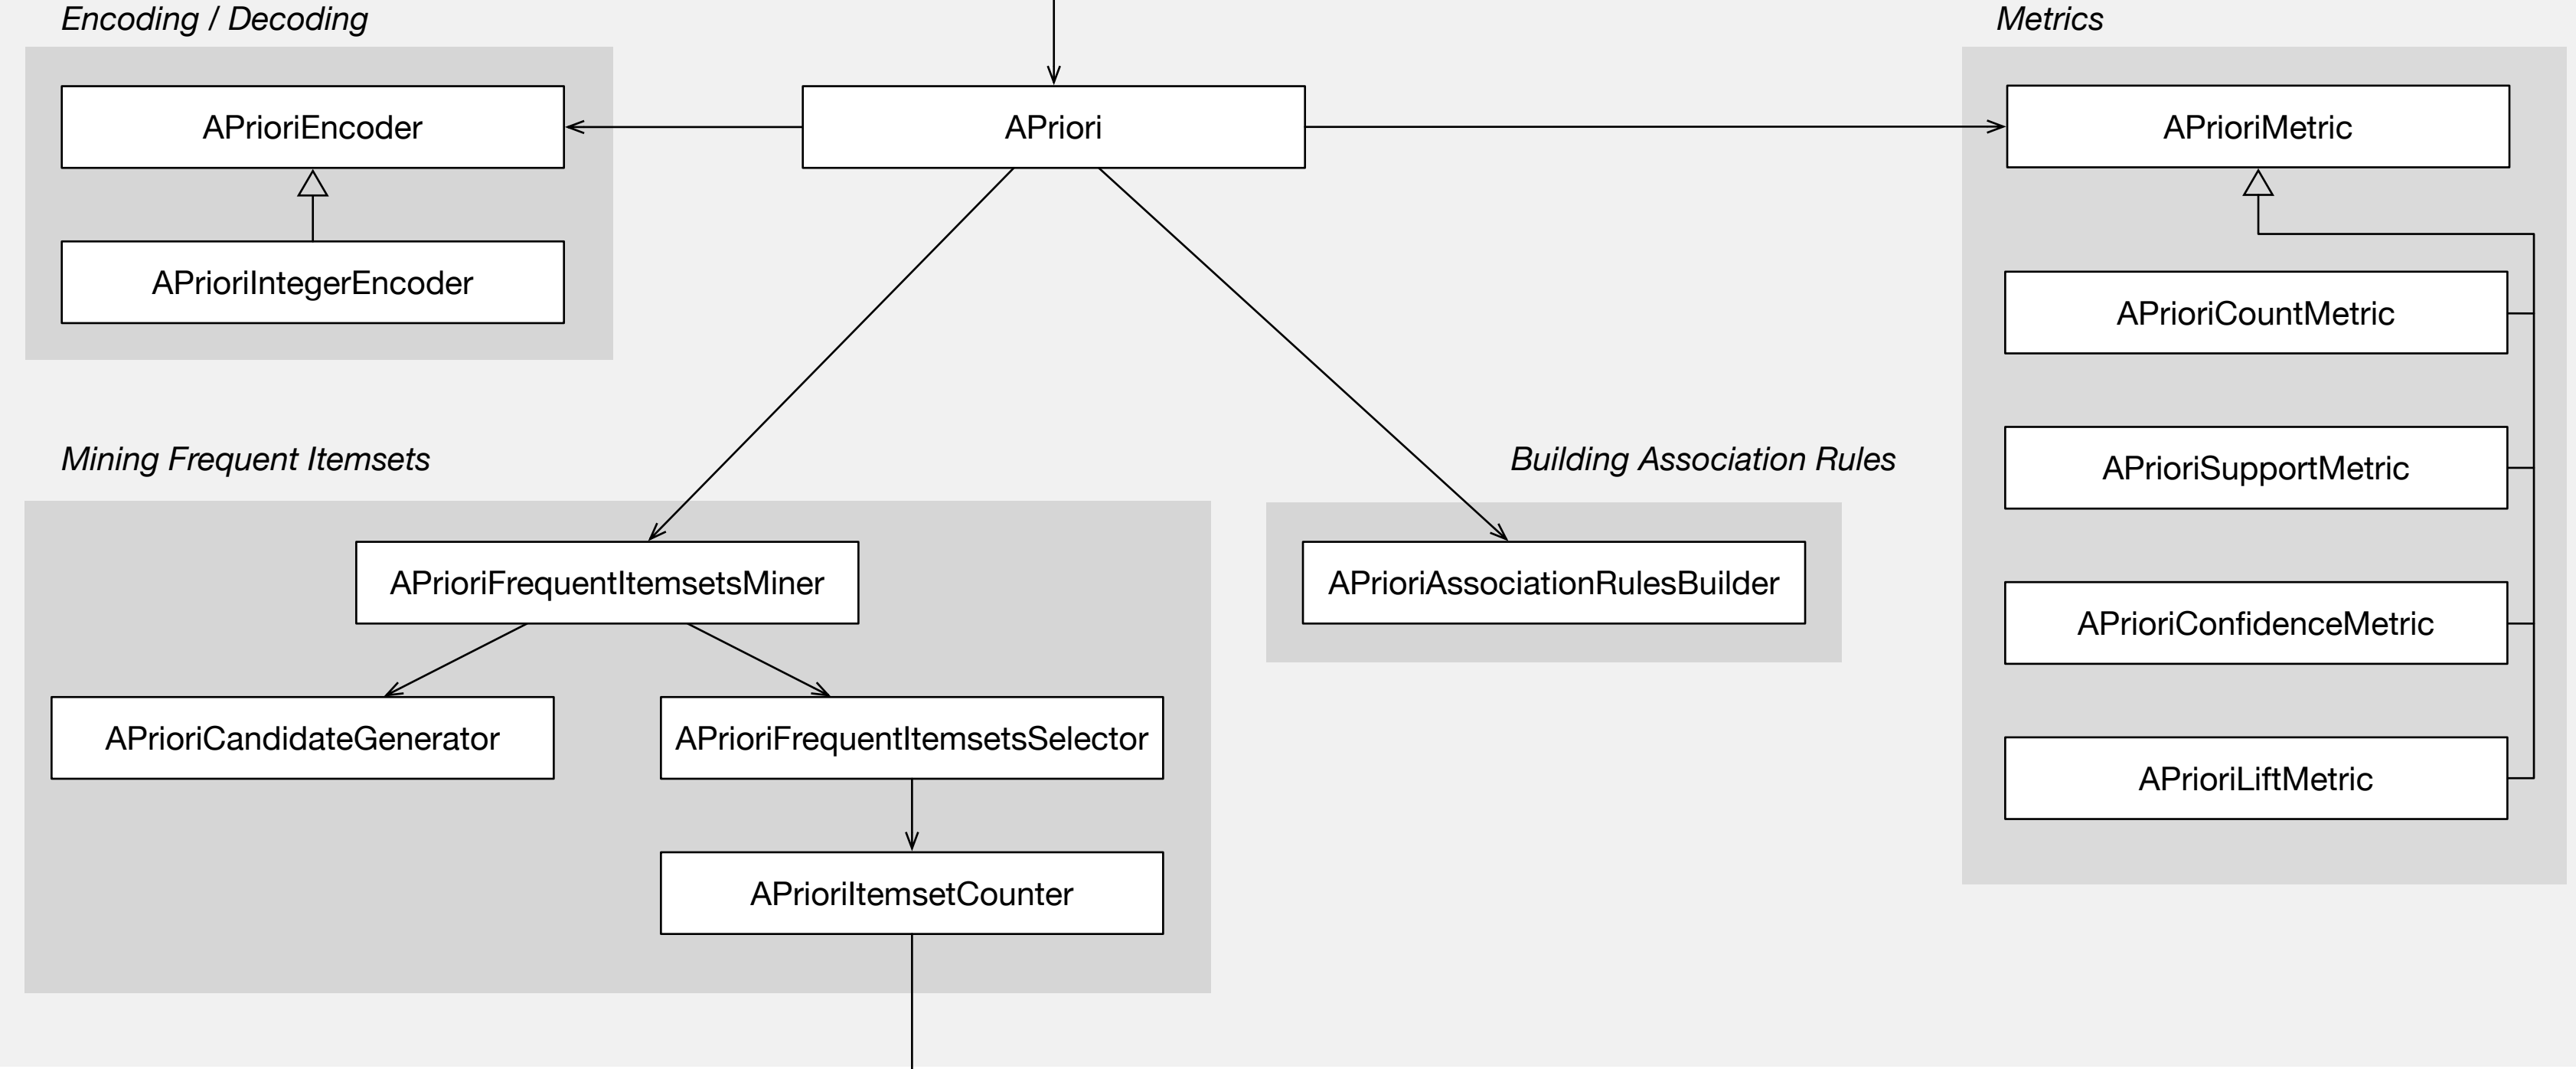 Encoding / Decoding
Metrics
APrioriEncoder
APriori
APrioriMetric
APrioriIntegerEncoder
APrioriCountMetric
Mining Frequent Itemsets
Building Association Rules
APrioriSupportMetric
APrioriFrequentItemsetsMiner
APrioriAssociationRulesBuilder
APrioriConfidenceMetric
APrioriCandidateGenerator
APrioriFrequentItemsetsSelector
APrioriLiftMetric
APrioriItemsetCounter